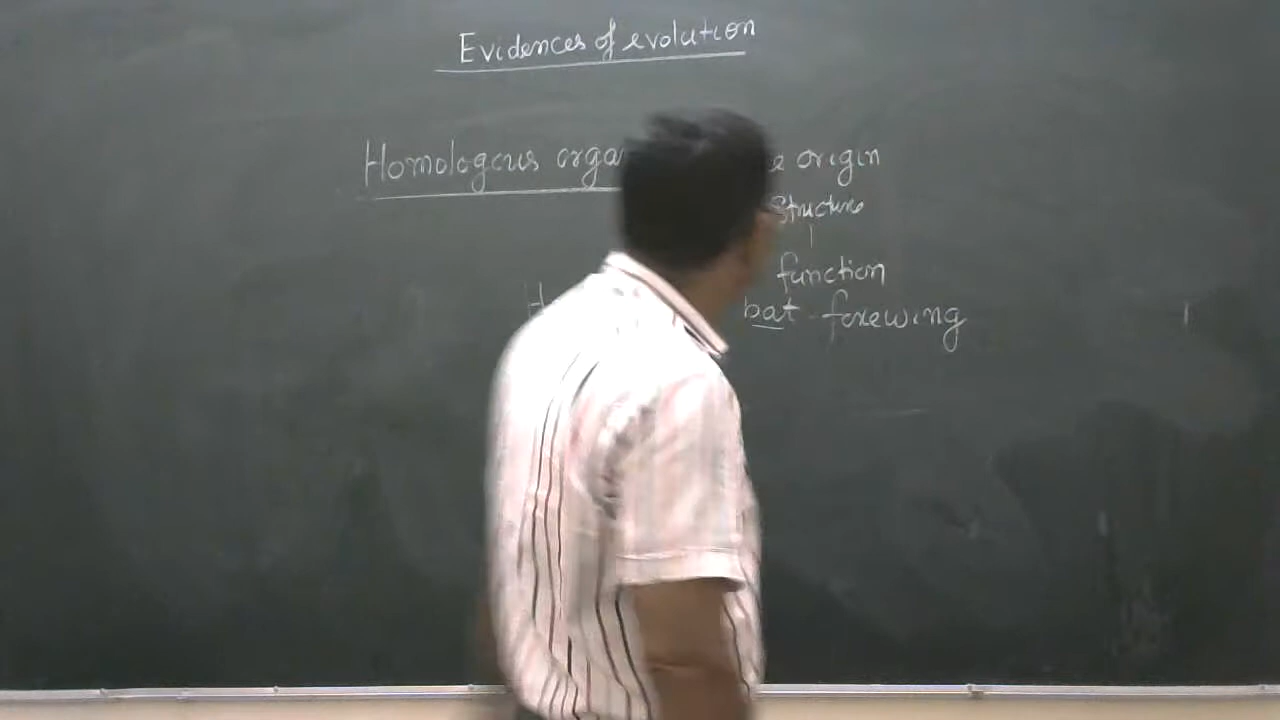 Evidences of evolution
Homologous orga e origin
structure
function
H bat - forewing